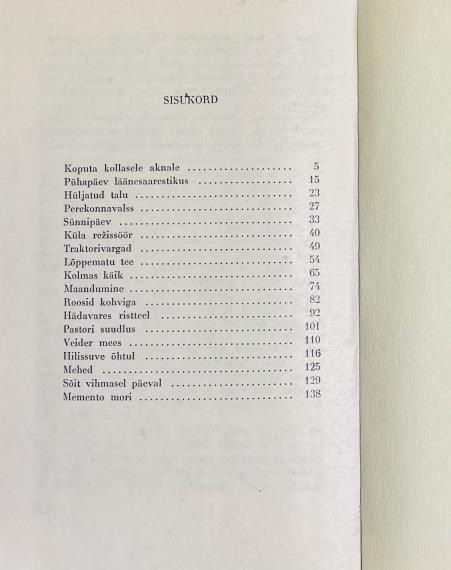 SISUKORD
Koputa kollasele aknale .................... 5
Pühapäev läänesaarestikus .................. 15
Hüljatud talu .............................. 23
Perekonnavalss ............................. 27
Sünnipäev .................................. 33
Küla režissöör ............................. 40
Traktorivargad ............................. 49
Lõppematu tee .............................. 54
Kolmas käik ................................ 65
Maandumine ................................. 74
Roosid kohviga ............................. 82
Hädavares ristteel ......................... 92
Pastori suudlus ............................ 101
Veider mees ................................ 110
Hilissuve õhtul ............................ 116
Mehed ...................................... 125
Sõit vihmasel päeval ....................... 129
Memento mori ............................... 138